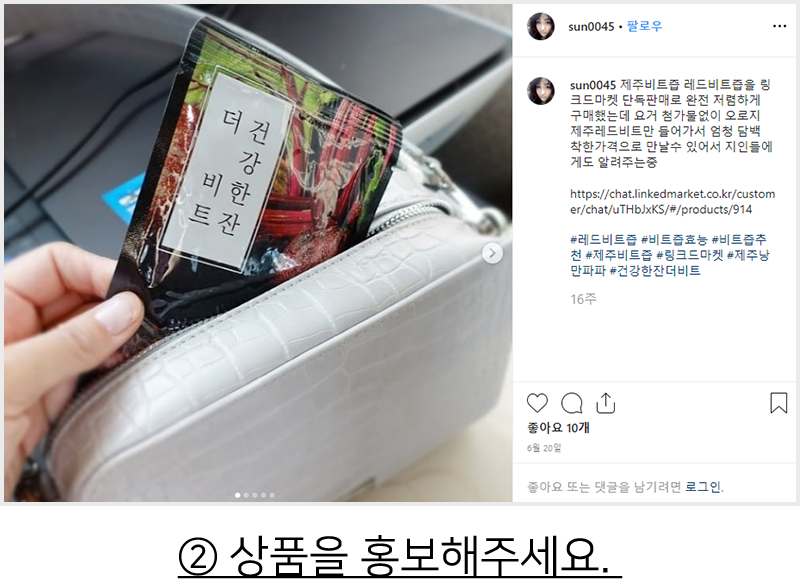 건강한잔
더 비트
sun0045 • 팔로우
sun0045 제주비트즙 레드비트즙을 링
크드마켓 단독판매로 완전 저렴하게
구매했는데 요거 첨가물없이 오로지
제주레드비트만 들어가서 엄청 담백
착한가격으로 만날수 있어서 지인들에
게도 알려주는중
https://chat.linkedmarket.co.kr/custom
er/chat/uTHbJxKS/#/products/914
#레드비트즙 #비트즙효능 #비트즙추
천 #제주비트즙 #링크드마켓 #제주낭
만파파 #건강한잔더비트
16주
좋아요 10개
6월 20일
좋아요 또는 댓글을 남기려면 로그인.
② 상품을 홍보해주세요.